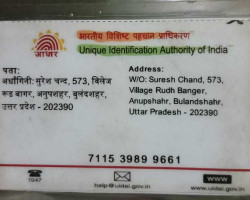 भारतीय विशिष्ट पहचान प्राधिकरण
Unique Identification Authority of India
आधार
पता:
अर्धांगिनी: सुरेश चन्द, 573, विलेज
रूढ बांगर, अनुपशहर, बुलंदशहर,
उत्तर प्रदेश - 202390
Address:
W/O: Suresh Chand, 573,
Village Rudh Banger,
Anupshahr, Bulandshahr,
Uttar Pradesh - 202390
7115 3989 9661
1947
help@uidai.gov.in
www.uidai.gov.in